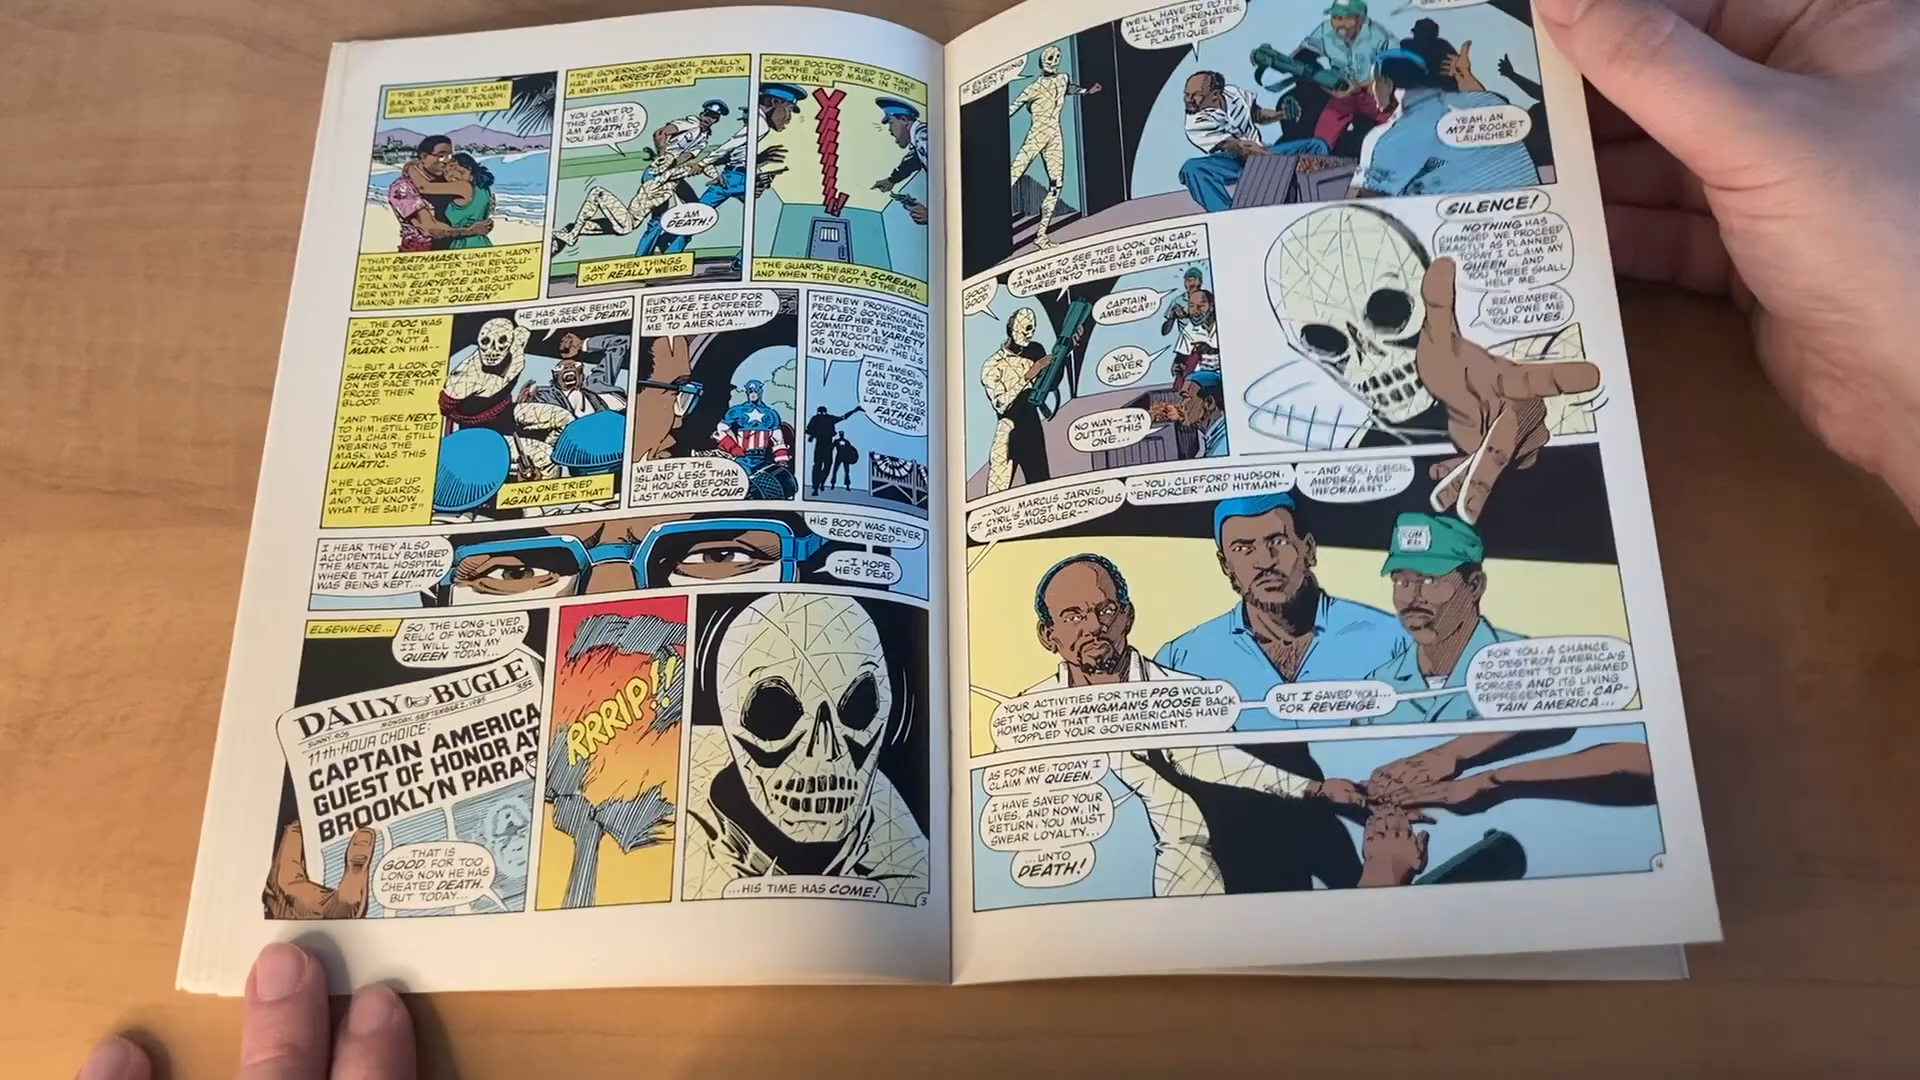 "THE LAST TIME I CAME
BACK TO VISIT, THOUGH,
SHE WAS IN A BAD WAY.
"THAT DEATHMASK LUNATIC HADN'T
DISAPPEARED AFTER THE REVOLU-
TION. IN FACT, HE'D TURNED TO
STALKING EURYDICE AND SCARING
HER WITH CRAZY TALK ABOUT
MAKING HER HIS "QUEEN".
"THE GOVERNOR-GENERAL FINALLY
HAD HIM ARRESTED AND PLACED IN
A MENTAL INSTITUTION."
YOU CAN'T DO
THIS TO ME! I
AM DEATH, DO
YOU HEAR ME?
I AM
DEATH!
"AND THEN THINGS
GOT REALLY WEIRD.
"SOME DOCTOR TRIED TO TAKE
OFF THE GUY'S MASK IN THE
LOONY BIN...
"THE GUARDS HEARD A SCREAM,
AND WHEN THEY GOT TO THE CELL
"...THE DOC WAS
DEAD ON THE
FLOOR, NOT A
MARK ON HIM--
"--BUT A LOOK OF
SHEER TERROR
ON HIS FACE THAT
FROZE THEIR
BLOOD.
"AND THERE NEXT
TO HIM, STILL TIED
TO A CHAIR, STILL
WEARING THE
MASK, WAS THIS
LUNATIC.
"HE LOOKED UP
AT THE GUARDS,
AND YOU KNOW
WHAT HE SAID?"
HE HAS SEEN BEHIND
THE MASK OF DEATH.
"NO ONE TRIED
AGAIN AFTER THAT"
EURYDICE FEARED FOR
HER LIFE. I OFFERED
TO TAKE HER AWAY WITH
ME TO AMERICA...
WE LEFT THE
ISLAND LESS THAN
24 HOURS BEFORE
LAST MONTH'S COUP.
THE NEW PROVISIONAL
PEOPLE'S GOVERNMENT
KILLED HER FATHER AND
COMMITTED A VARIETY
OF ATROCITIES UNTIL,
AS YOU KNOW, THE U.S.
INVADED.
THE AMERI-
CAN TROOPS
SAVED OUR
ISLAND--TOO
LATE FOR HER
FATHER,
THOUGH.
I HEAR THEY ALSO
ACCIDENTALLY BOMBED
THE MENTAL HOSPITAL
WHERE THAT LUNATIC
WAS BEING KEPT...
HIS BODY WAS NEVER
RECOVERED--
--I HOPE
HE'S DEAD.
ELSEWHERE...
SO, THE LONG-LIVED
RELIC OF WORLD WAR
II WILL JOIN MY
QUEEN TODAY...
DAILY BUGLE
35¢
MONDAY, SEPTEMBER 2, 1985
SUNNY, 80s
11th-HOUR CHOICE:
CAPTAIN AMERICA
GUEST OF HONOR AT
BROOKLYN PARA
...THAT IS
GOOD. FOR TOO
LONG NOW HE HAS
CHEATED DEATH.
BUT TODAY...
RRRIP!!
...HIS TIME HAS COME!
3
IS EVERYTHING
READY?
WE'LL HAVE TO DO IT
ALL WITH GRENADES.
I COULDN'T GET
PLASTIQUE.
YEAH; AN
M72 ROCKET
LAUNCHER!
GOOD.
GOOD.
I WANT TO SEE THE LOOK ON CAP-
TAIN AMERICA'S FACE AS HE FINALLY
STARES INTO THE EYES OF DEATH.
CAPTAIN
AMERICA?!!
YOU
NEVER
SAID--
NO WAY--I'M
OUTTA THIS
ONE...
SILENCE!
NOTHING HAS
CHANGED. WE PROCEED
EXACTLY AS PLANNED.
TODAY I CLAIM MY
QUEEN... AND
YOU THREE SHALL
HELP ME.
REMEMBER,
YOU OWE ME
YOUR LIVES.
--YOU, MARCUS JARVIS,
ST. CYRIL'S MOST NOTORIOUS
ARMS SMUGGLER--
--YOU, CLIFFORD HUDSON,
"ENFORCER" AND HITMAN--
--AND YOU, CECIL
ANDERS, PAID
INFORMANT...
CON
ED.
YOUR ACTIVITIES FOR THE PPG WOULD
GET YOU THE HANGMAN'S NOOSE BACK
HOME NOW THAT THE AMERICANS HAVE
TOPPLED YOUR GOVERNMENT.
BUT I SAVED YOU...
FOR REVENGE.
FOR YOU, A CHANCE
TO DESTROY AMERICA'S
MONUMENT TO ITS ARMED
FORCES AND ITS LIVING
REPRESENTATIVE, CAP-
TAIN AMERICA...
AS FOR ME, TODAY I
CLAIM MY QUEEN.
I HAVE SAVED YOUR
LIVES, AND NOW, IN
RETURN, YOU MUST
SWEAR LOYALTY...
...UNTO
DEATH!
4